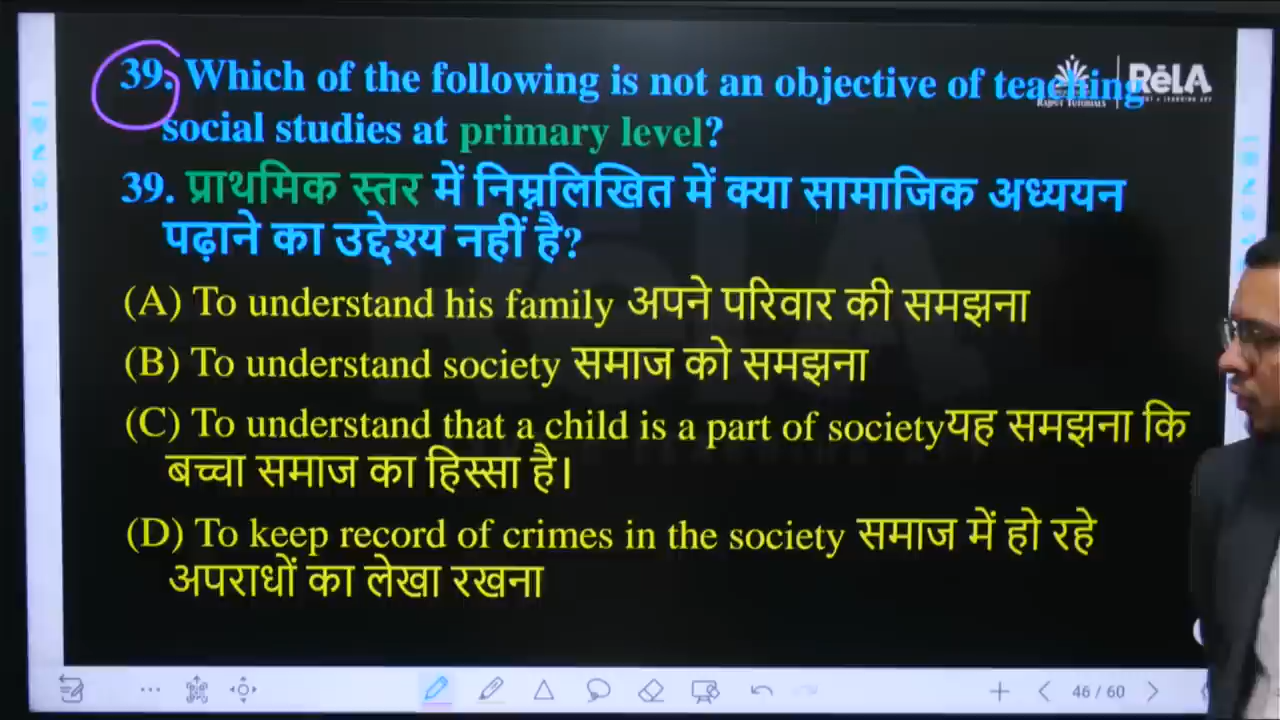 39. Which of the following is not an objective of teaching
social studies at primary level?
39. प्राथमिक स्तर में निम्नलिखित में क्या सामाजिक अध्ययन
पढ़ाने का उद्देश्य नहीं है?
(A) To understand his family अपने परिवार की समझना
(B) To understand society समाज को समझना
(C) To understand that a child is a part of societyयह समझना कि
बच्चा समाज का हिस्सा है।
(D) To keep record of crimes in the society समाज में हो रहे
अपराधों का लेखा रखना
RAJPUT TUTORIALS
RėLA
46 / 60